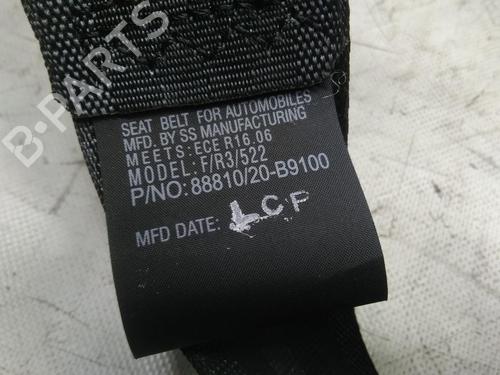 B-PARTS
SEAT BELT FOR AUTOMOBILES
MFD. BY SS MANUFACTURING
MEETS: ECE R16.06
MODEL: F/R3/522
P/NO: 88810/20-B9100
MFD DATE: LCP